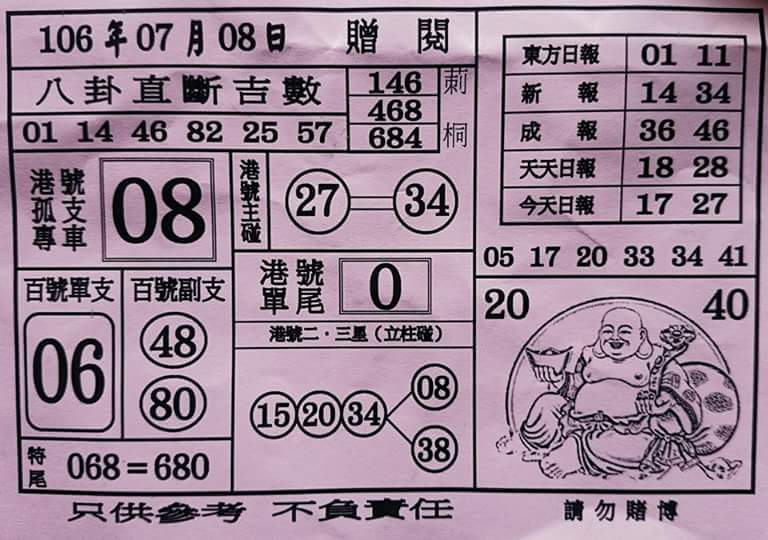 106年07月08日 贈閱
八卦直斷吉數
01 14 46 82 25 57
146
468
684
莿桐
港號孤支專車
08
港號主碰
27 34
港號單尾
0
百號單支
06
百號副支
48
80
港號二·三星(立柱碰)
15 20 34
08
38
特尾
068=680
東方日報 01 11
新報 14 34
成報 36 46
天天日報 18 28
今天日報 17 27
05 17 20 33 34 41
20 40
只供參考 不負責任
請勿賭博